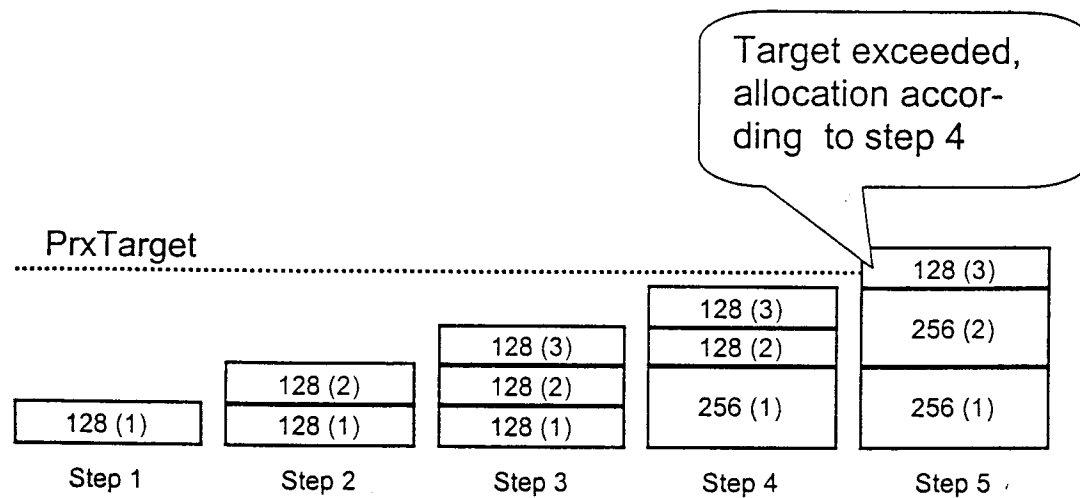 Target exceeded,
allocation accor-
ding to step 4
PrxTarget
128 (1)
Step 1
128 (2)
128 (1)
Step 2
128 (3)
128 (2)
128 (1)
Step 3
128 (3)
128 (2)
256 (1)
Step 4
128 (3)
256 (2)
256 (1)
Step 5